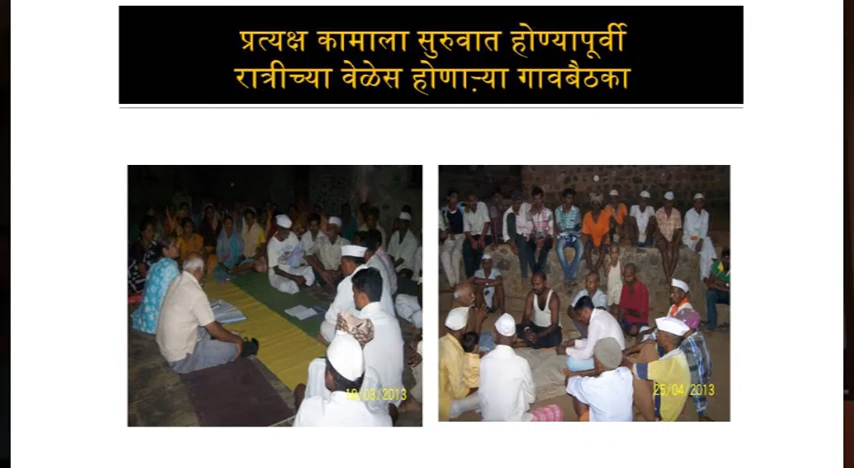 प्रत्यक्ष कामाला सुरुवात होण्यापूर्वी
रात्रीच्या वेळेस होणाऱ्या गावबैठका
25/04/2013